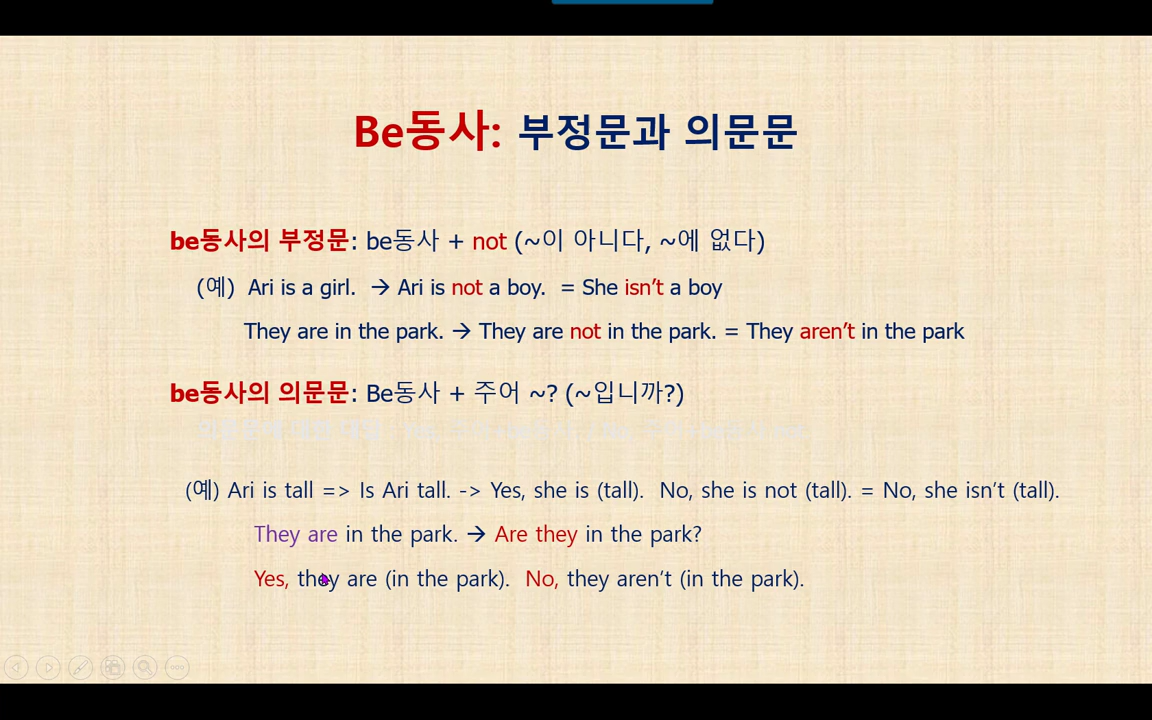 Be동사: 부정문과 의문문
be동사의 부정문: be동사 + not (~이 아니다, ~에 없다)
(예) Ari is a girl. → Ari is not a boy. = She isn't a boy
They are in the park. → They are not in the park. = They aren't in the park
be동사의 의문문: Be동사 + 주어 ~? (~입니까?)
(예) Ari is tall => Is Ari tall. -> Yes, she is (tall). No, she is not (tall). = No, she isn't (tall).
They are in the park. → Are they in the park?
Yes, they are (in the park). No, they aren't (in the park).